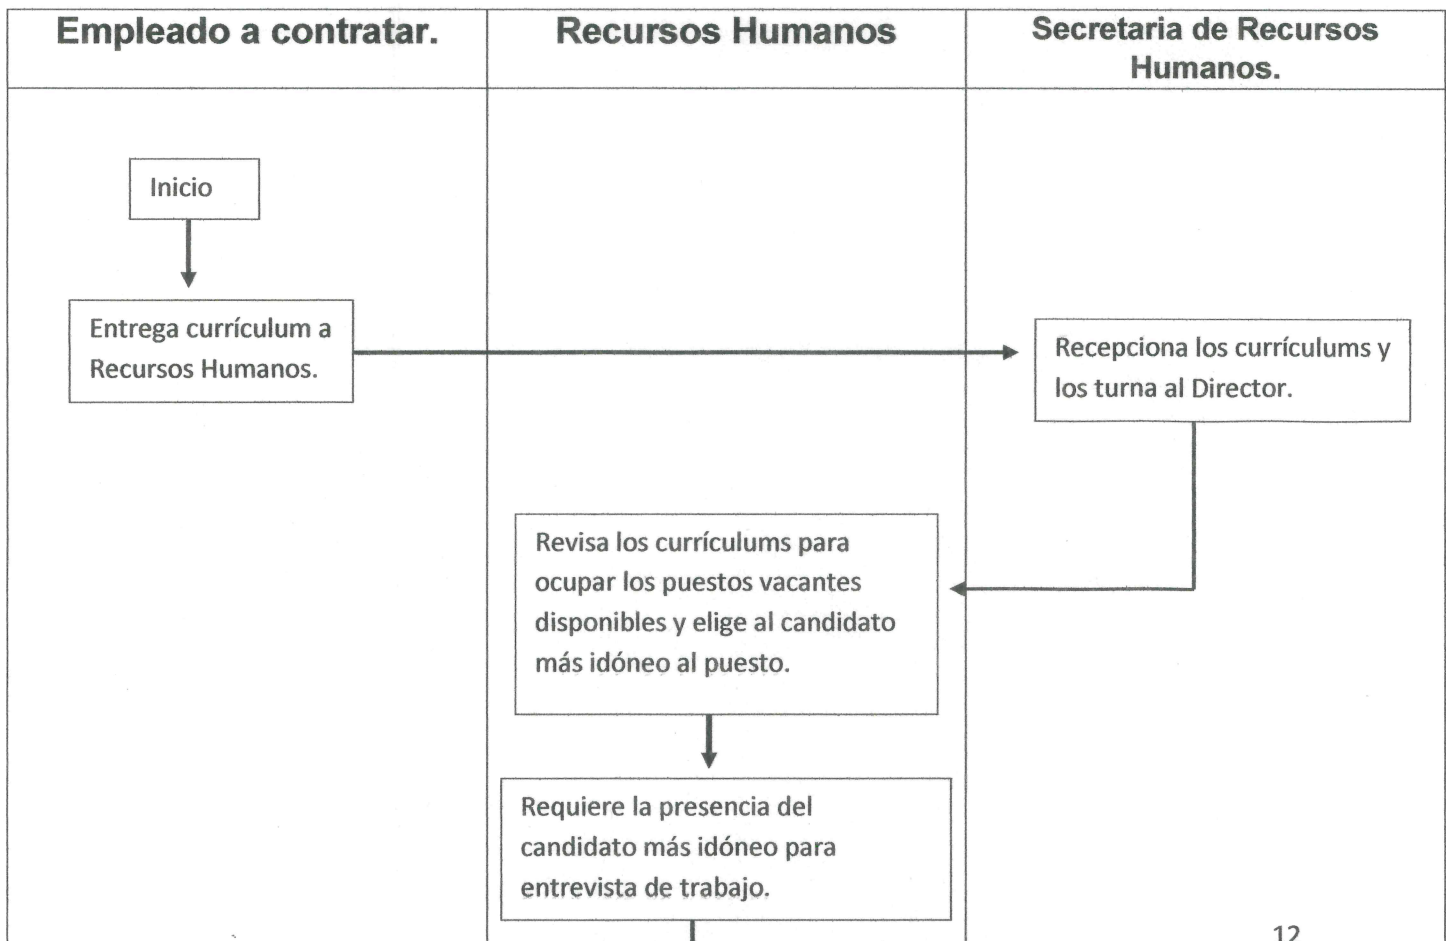 Empleado a contratar.
Recursos Humanos
Secretaria de Recursos
Humanos.
Inicio
Entrega currículum a
Recursos Humanos.
Recepciona los currículums y
los turna al Director.
Revisa los currículums para
ocupar los puestos vacantes
disponibles y elige al candidato
más idóneo al puesto.
Requiere la presencia del
candidato más idóneo para
entrevista de trabajo.
12